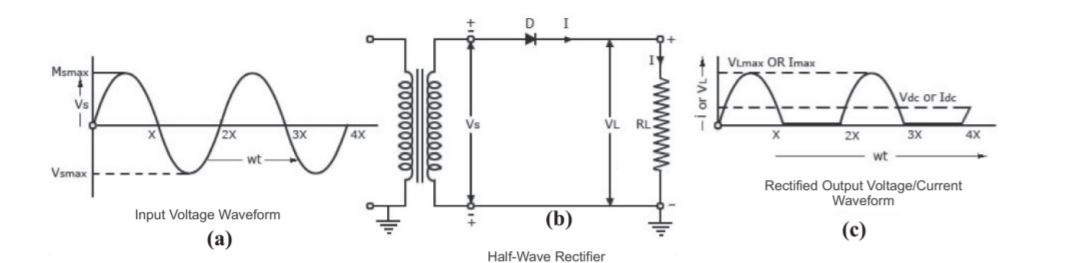 Msmax
Vs
X
2X
3X
4X
wt
Vsmax
Input Voltage Waveform
(a)
+
-
D
I
Vs
VL
I
RL
+
-
-
+
(b)
Half-Wave Rectifier
i or VL
VLmax OR Imax
Vdc or Idc
X
2X
3X
4X
wt
Rectified Output Voltage/Current
Waveform
(c)